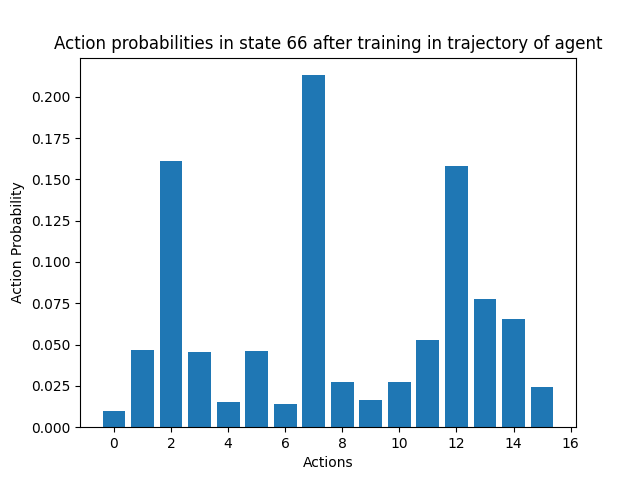 Action probabilities in state 66 after training in trajectory of agent
0.200
0.175
0.150
0.125
0.100
0.075
0.050
0.025
0.000
Action Probability
0 2 4 6 8 10 12 14 16
Actions